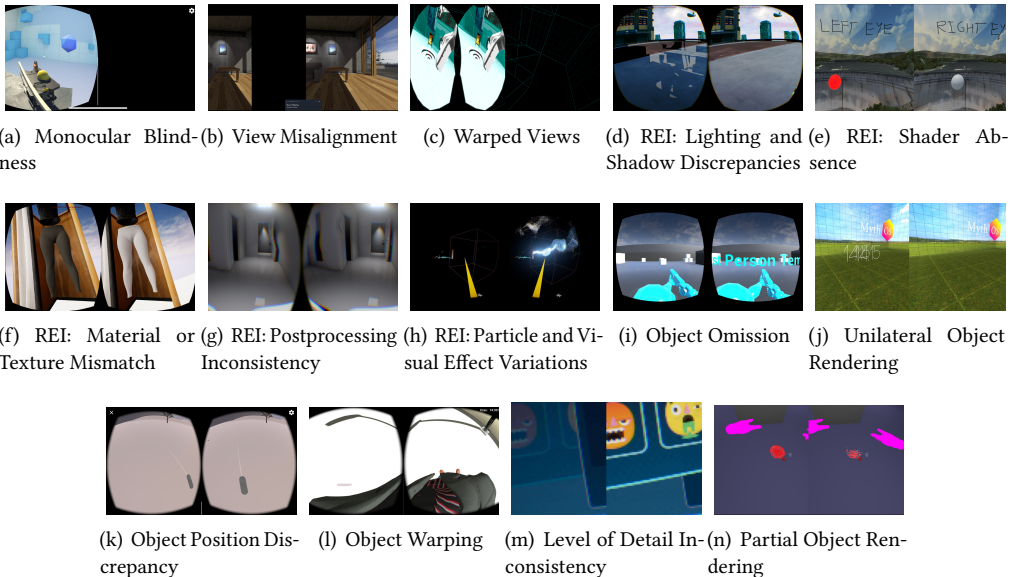 LEFT EYE RIGHT EY
(a) Monocular Blind-
ness
(b) View Misalignment
(c) Warped Views
(d) REI: Lighting and
Shadow Discrepancies
(e) REI: Shader Ab-
sence
Myth Myth
(f) REI: Material or
Texture Mismatch
(g) REI: Postprocessing
Inconsistency
(h) REI: Particle and Vi-
sual Effect Variations
Person Tem
(i) Object Omission
(j) Unilateral Object
Rendering
(k) Object Position Dis-
crepancy
(l) Object Warping
(m) Level of Detail In-
consistency
(n) Partial Object Ren-
dering